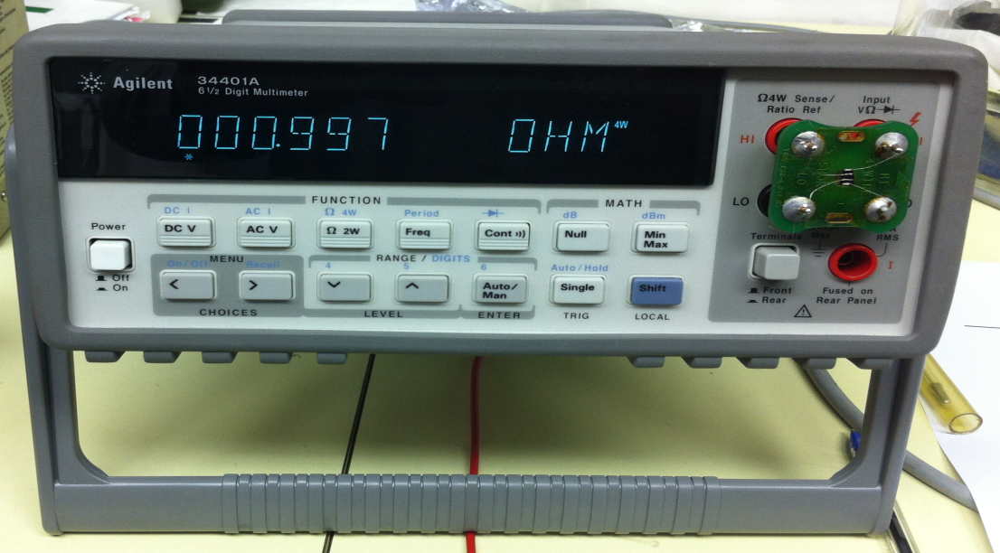 Agilent
34401A
6½ Digit Multimeter
000.997 OHM 4W
*
Ω4W Sense/
Ratio Ref
Input
VΩ
HI
LO
FUNCTION
MATH
DC I
AC I
Ω 4W
Period
dB
dBm
Power
DC V
AC V
Ω 2W
Freq
Cont
Null
Min
Max
MENU
RANGE / DIGITS
On/Off
Recall
4
5
6
Auto/Hold
<
>
Auto/
Man
Single
Shift
Off
On
CHOICES
LEVEL
ENTER
TRIG
LOCAL
Max
RMS
Terminals
I
Front
Rear
Fused on
Rear Panel